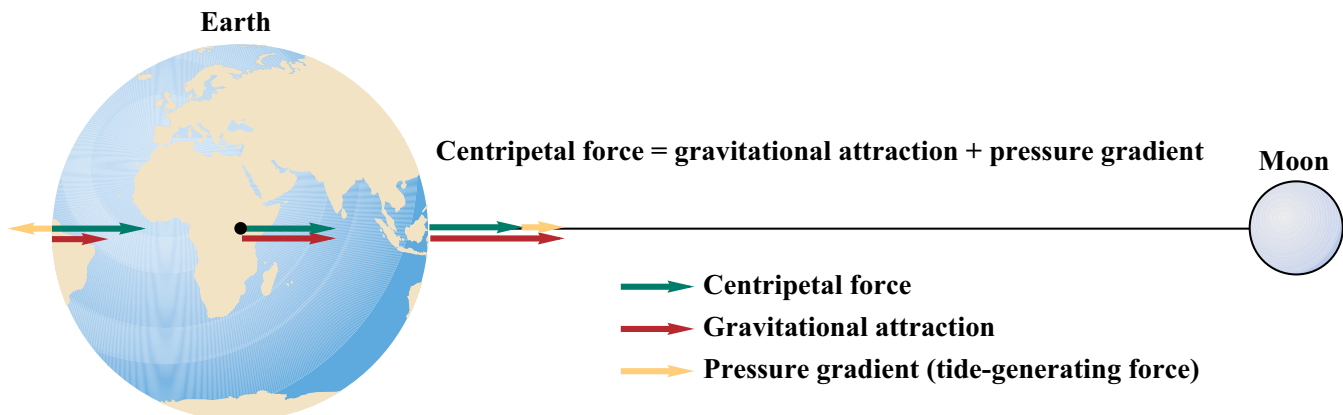 Earth
Centripetal force = gravitational attraction + pressure gradient
Moon
Centripetal force
Gravitational attraction
Pressure gradient (tide-generating force)